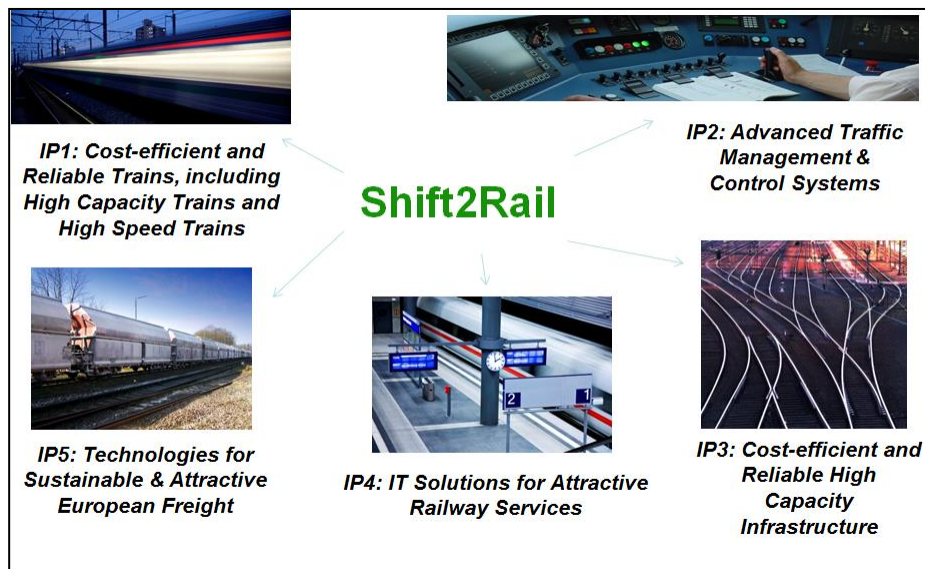 IP1: Cost-efficient and
Reliable Trains, including
High Capacity Trains and
High Speed Trains
IP2: Advanced Traffic
Management &
Control Systems
Shift2Rail
2
1
IP5: Technologies for
Sustainable & Attractive
European Freight
IP4: IT Solutions for Attractive
Railway Services
IP3: Cost-efficient and
Reliable High
Capacity
Infrastructure